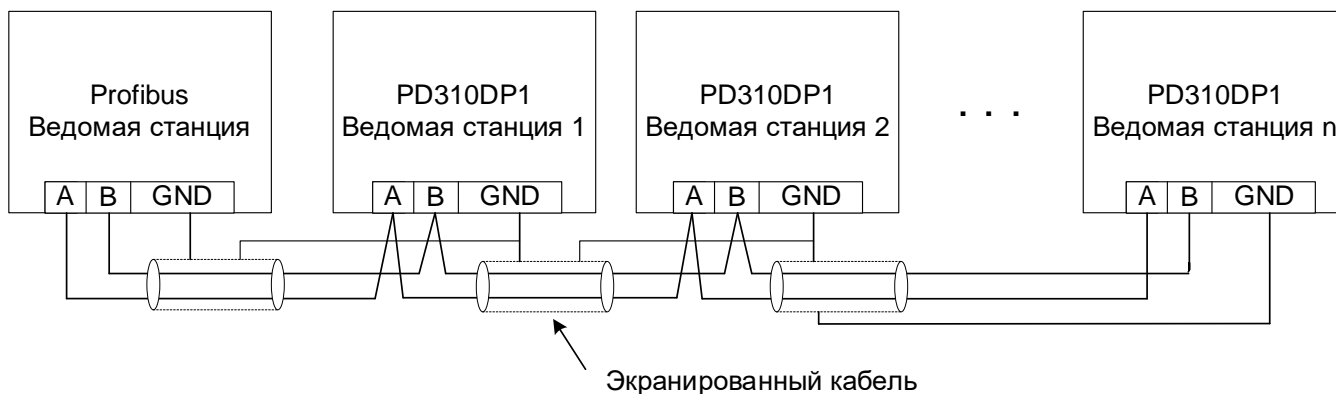 Profibus
Ведомая станция
PD310DP1
Ведомая станция 1
PD310DP1
Ведомая станция 2
. . .
PD310DP1
Ведомая станция n
A B GND
A B GND
A B GND
A B GND
Экранированный кабель